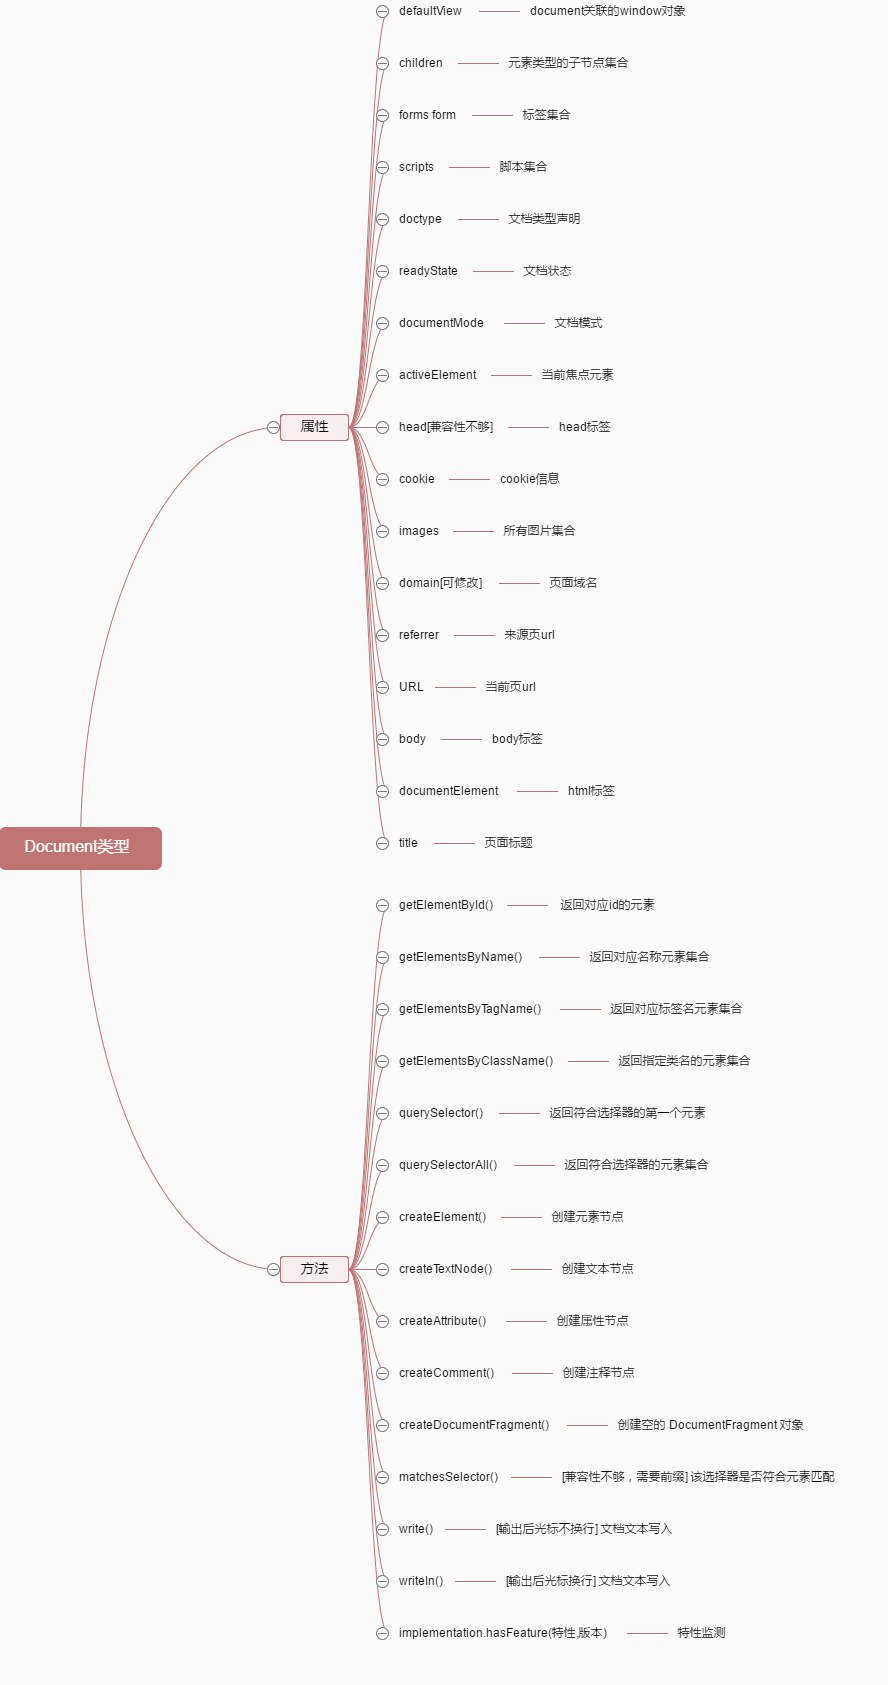 Document类型
属性
defaultView document关联的window对象
children 元素类型的子节点集合
forms form 标签集合
scripts 脚本集合
doctype 文档类型声明
readyState 文档状态
documentMode 文档模式
activeElement 当前焦点元素
head[兼容性不够] head标签
cookie cookie信息
images 所有图片集合
domain[可修改] 页面域名
referrer 来源页url
URL 当前页url
body body标签
documentElement html标签
title 页面标题
方法
getElementById() 返回对应id的元素
getElementsByName() 返回对应名称元素集合
getElementsByTagName() 返回对应标签名元素集合
getElementsByClassName() 返回指定类名的元素集合
querySelector() 返回符合选择器的第一个元素
querySelectorAll() 返回符合选择器的元素集合
createElement() 创建元素节点
createTextNode() 创建文本节点
createAttribute() 创建属性节点
createComment() 创建注释节点
createDocumentFragment() 创建空的 DocumentFragment 对象
matchesSelector() [兼容性不够，需要前缀] 该选择器是否符合元素匹配
write() [输出后光标不换行] 文档文本写入
writeln() [输出后光标换行] 文档文本写入
implementation.hasFeature(特性,版本) 特性监测